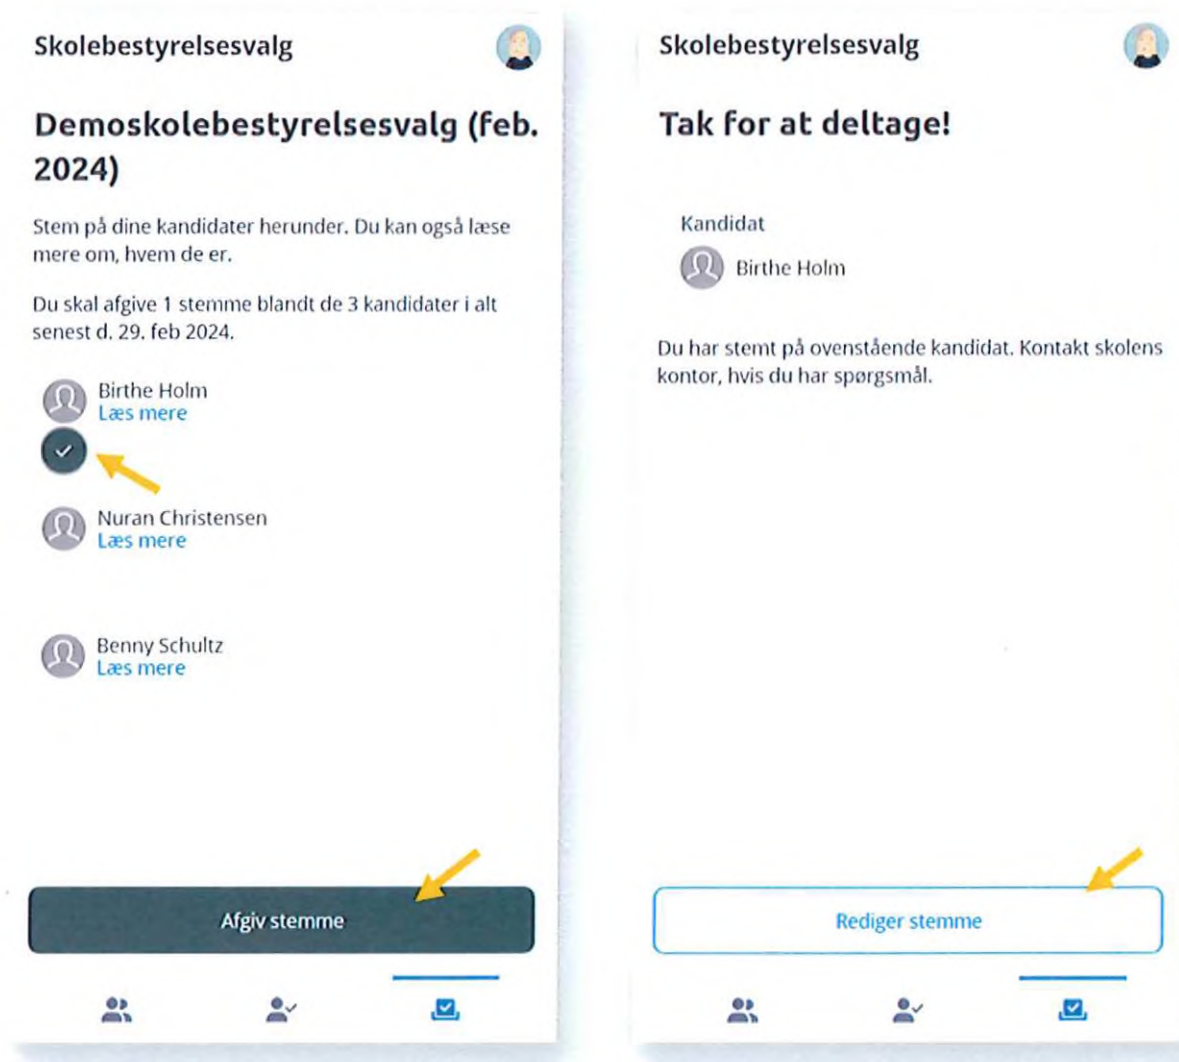 Skolebestyrelsesvalg
Demoskolebestyrelsesvalg (feb.
2024)
Stem på dine kandidater herunder. Du kan også læse
mere om, hvem de er.
Du skal afgive 1 stemme blandt de 3 kandidater i alt
senest d. 29. feb 2024.
Birthe Holm
Læs mere
Nuran Christensen
Læs mere
Benny Schultz
Læs mere
Afgiv stemme
Skolebestyrelsesvalg
Tak for at deltage!
Kandidat
Birthe Holm
Du har stemt på ovenstående kandidat. Kontakt skolens
kontor, hvis du har spørgsmål.
Rediger stemme